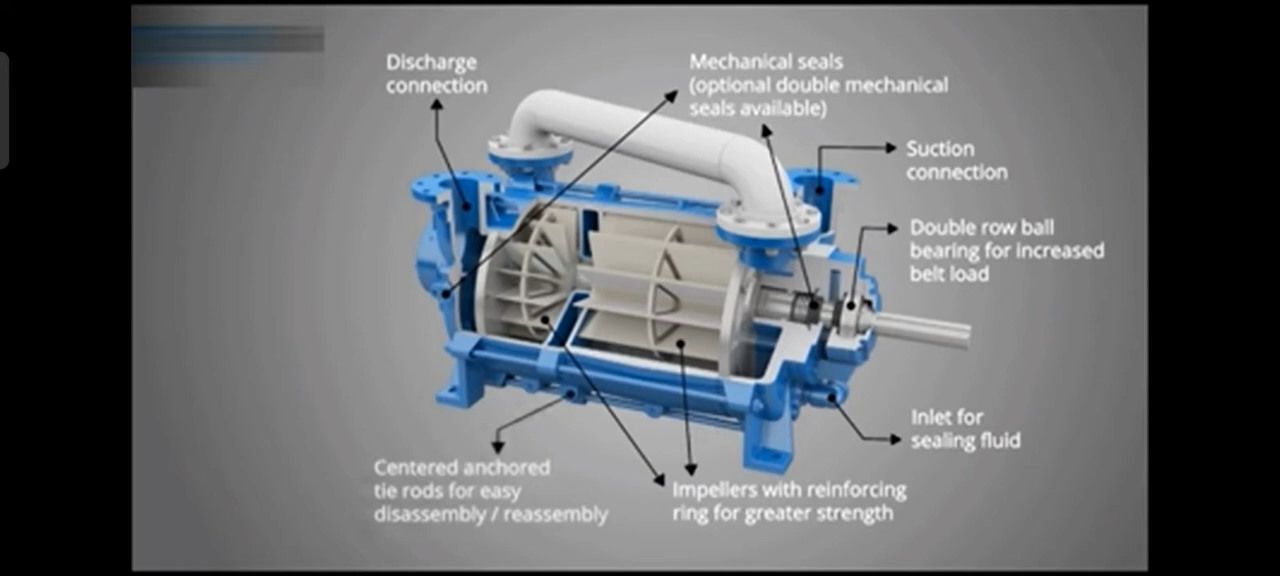 Discharge
connection
Mechanical seals
(optional double mechanical
seals available)
Suction
connection
Double row ball
bearing for increased
belt load
Inlet for
sealing fluid
Centered anchored
tie rods for easy
disassembly / reassembly
Impellers with reinforcing
ring for greater strength